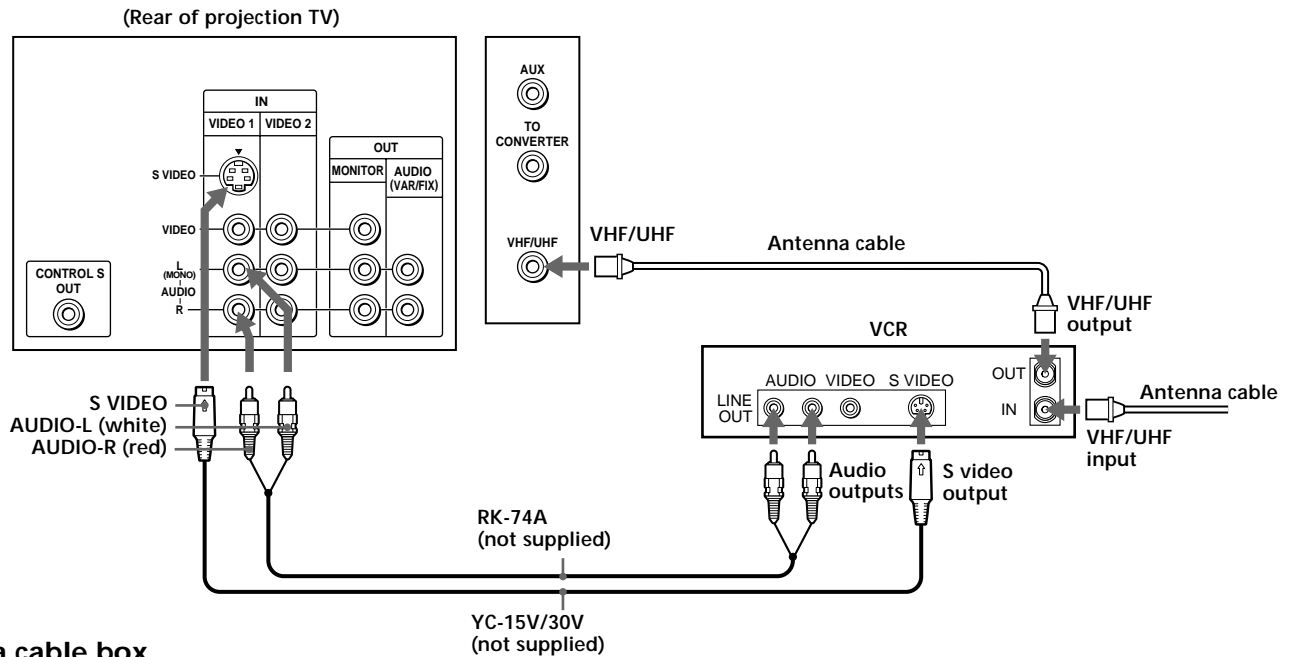 (Rear of projection TV)
IN
VIDEO 1 VIDEO 2
S VIDEO
VIDEO
L
(MONO)
AUDIO
R
OUT
MONITOR
AUDIO
(VAR/FIX)
CONTROL S
OUT
AUX
TO
CONVERTER
VHF/UHF
VHF/UHF
Antenna cable
VHF/UHF
output
VCR
LINE
OUT
AUDIO VIDEO S VIDEO
OUT
IN
Antenna cable
VHF/UHF
input
S VIDEO
AUDIO-L (white)
AUDIO-R (red)
Audio
outputs
S video
output
RK-74A
(not supplied)
YC-15V/30V
(not supplied)
a cable box